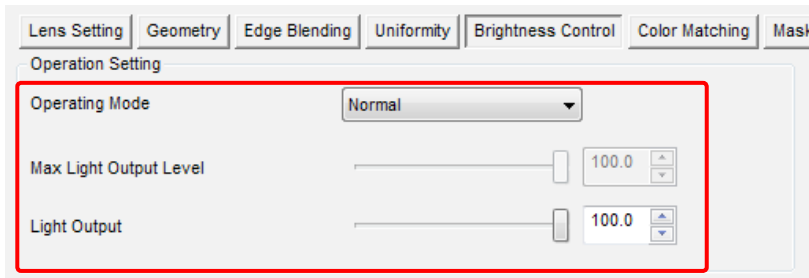 Lens Setting Geometry Edge Blending Uniformity Brightness Control Color Matching Mask
Operation Setting
Operating Mode Normal
Max Light Output Level 100.0
Light Output 100.0